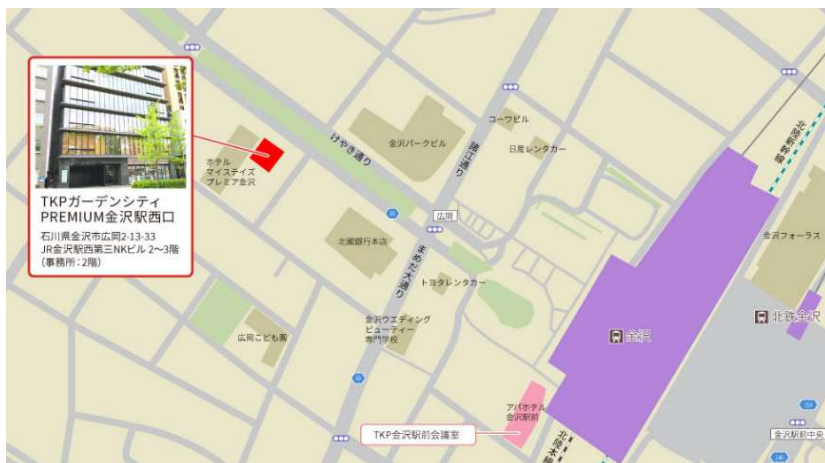 TKPガーデンシティ
PREMIUM金沢駅西口
石川県金沢市広岡2-13-33
JR金沢駅西第三NKビル 2〜3階
(事務所:2階)
ホテル
マイステイズ
プレミア金沢
けやき通り
金沢パークビル
諸江通り
コーワビル
日産レンタカー
北陸新幹線
広岡
北國銀行本店
まめだ大通り
トヨタレンタカー
金沢フォーラス
北鉄金沢
金沢
広岡こども園
金沢ウエディング
ビューティー
専門学校
アパホテル
金沢駅前
TKP金沢駅前会議室
北陸本線
金沢駅前中央